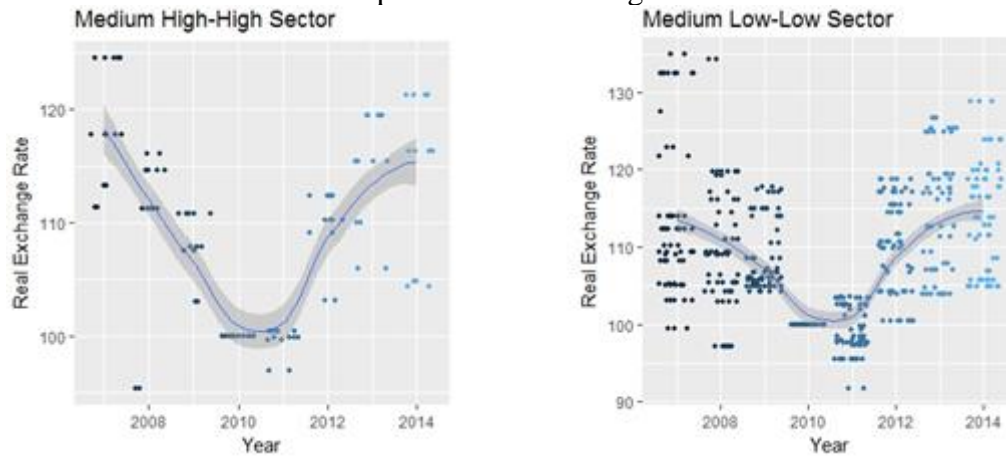 Medium High-High Sector
120
110
100
Real Exchange Rate
2008 2010 2012 2014
Year
Medium Low-Low Sector
130
120
110
100
90
Real Exchange Rate
2008 2010 2012 2014
Year